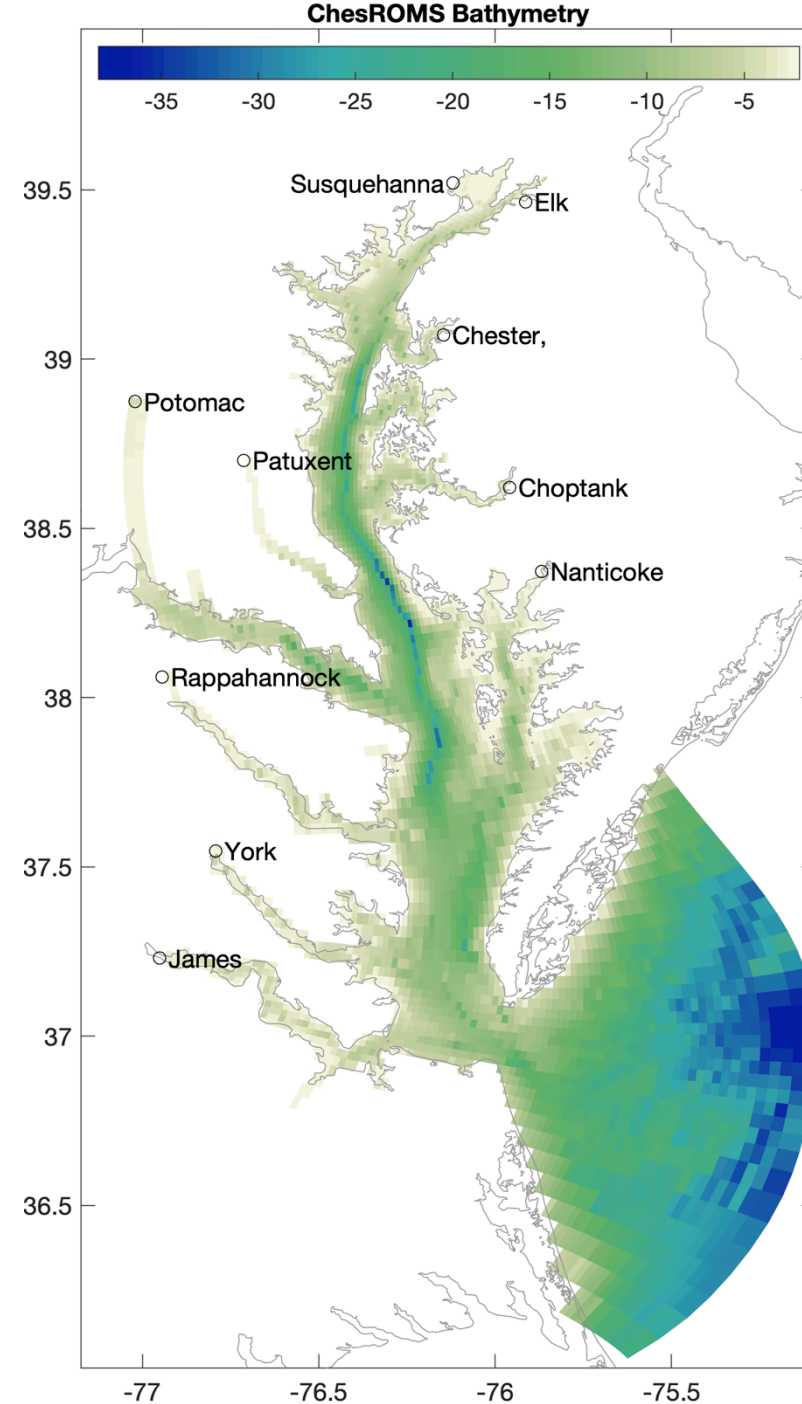 ChesROMS Bathymetry
-35 -30 -25 -20 -15 -10 -5
39.5
Susquehanna
Elk
Chester,
39
Potomac
Patuxent
Choptank
38.5
Nanticoke
Rappahannock
38
37.5
York
James
37
36.5
-77 -76.5 -76 -75.5